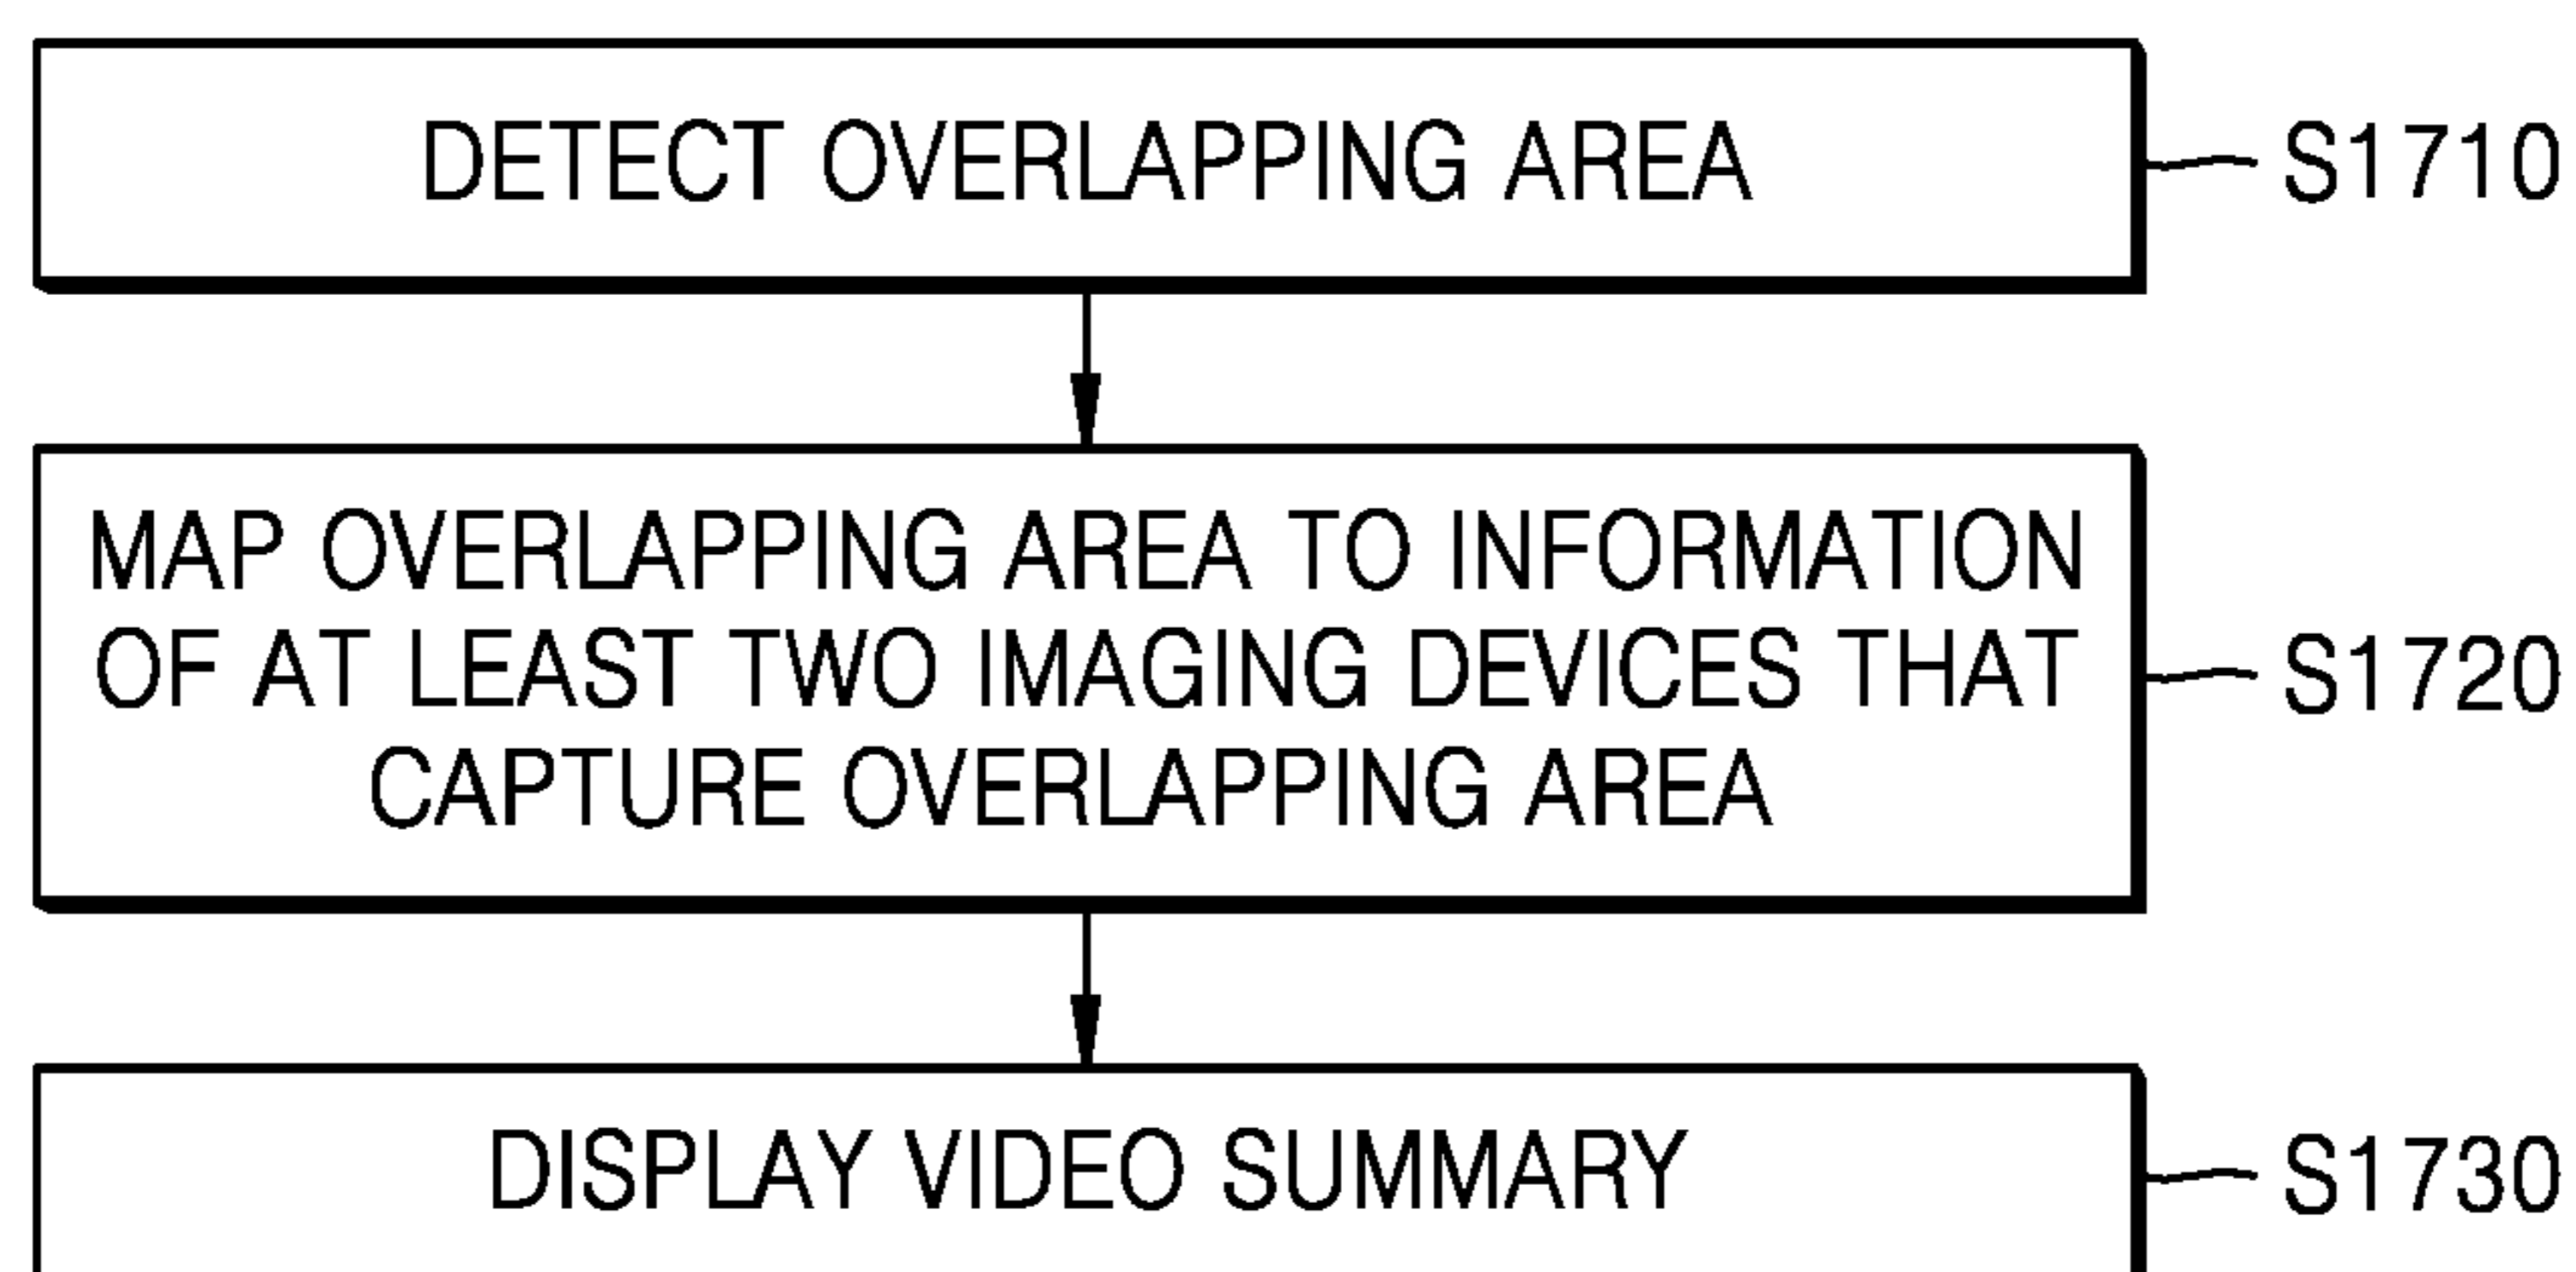 DETECT OVERLAPPING AREA
S1710
MAP OVERLAPPING AREA TO INFORMATION
OF AT LEAST TWO IMAGING DEVICES THAT
CAPTURE OVERLAPPING AREA
S1720
DISPLAY VIDEO SUMMARY
S1730